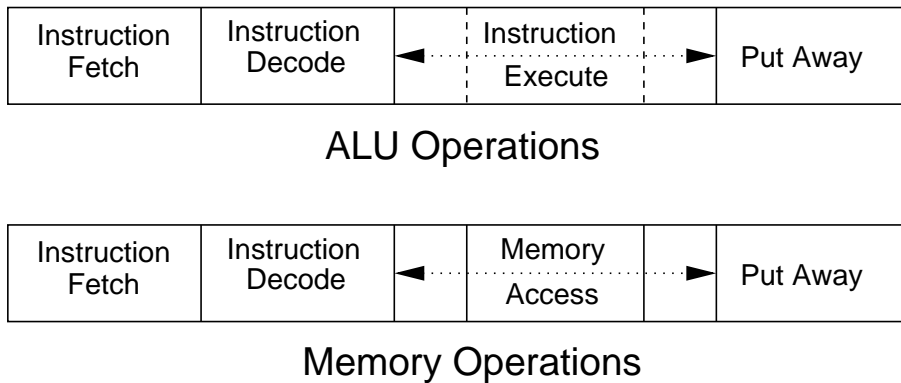 Instruction
Fetch
Instruction
Decode
Instruction
Execute
Put Away
ALU Operations
Instruction
Fetch
Instruction
Decode
Memory
Access
Put Away
Memory Operations